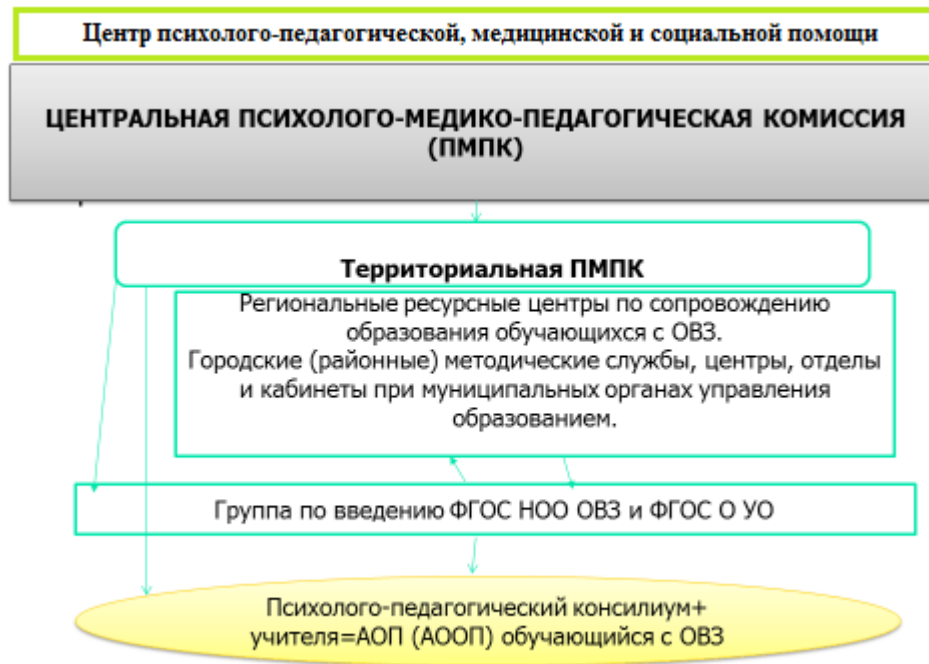 Центр психолого-педагогической, медицинской и социальной помощи
ЦЕНТРАЛЬНАЯ ПСИХОЛОГО-МЕДИКО-ПЕДАГОГИЧЕСКАЯ КОМИССИЯ
(ПМПК)
Территориальная ПМПК
Региональные ресурсные центры по сопровождению
образования обучающихся с ОВЗ.
Городские (районные) методические службы, центры, отделы
и кабинеты при муниципальных органах управления
образованием.
Группа по введению ФГОС НОО ОВЗ и ФГОС О УО
Психолого-педагогический консилиум+
учителя=АОП (АООП) обучающийся с ОВЗ